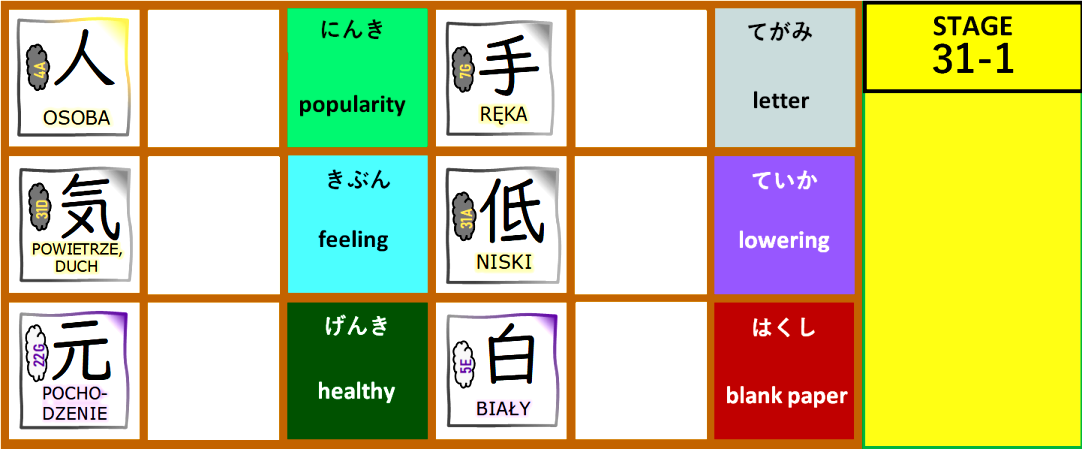 人
4A
OSOBA
にんき
popularity
手
7G
RĘKA
てがみ
letter
STAGE
31-1
気
31D
POWIETRZE,
DUCH
きぶん
feeling
低
31A
NISKI
ていか
lowering
元
22G
POCHO-
DZENIE
げんき
healthy
白
5E
BIAŁY
はくし
blank paper